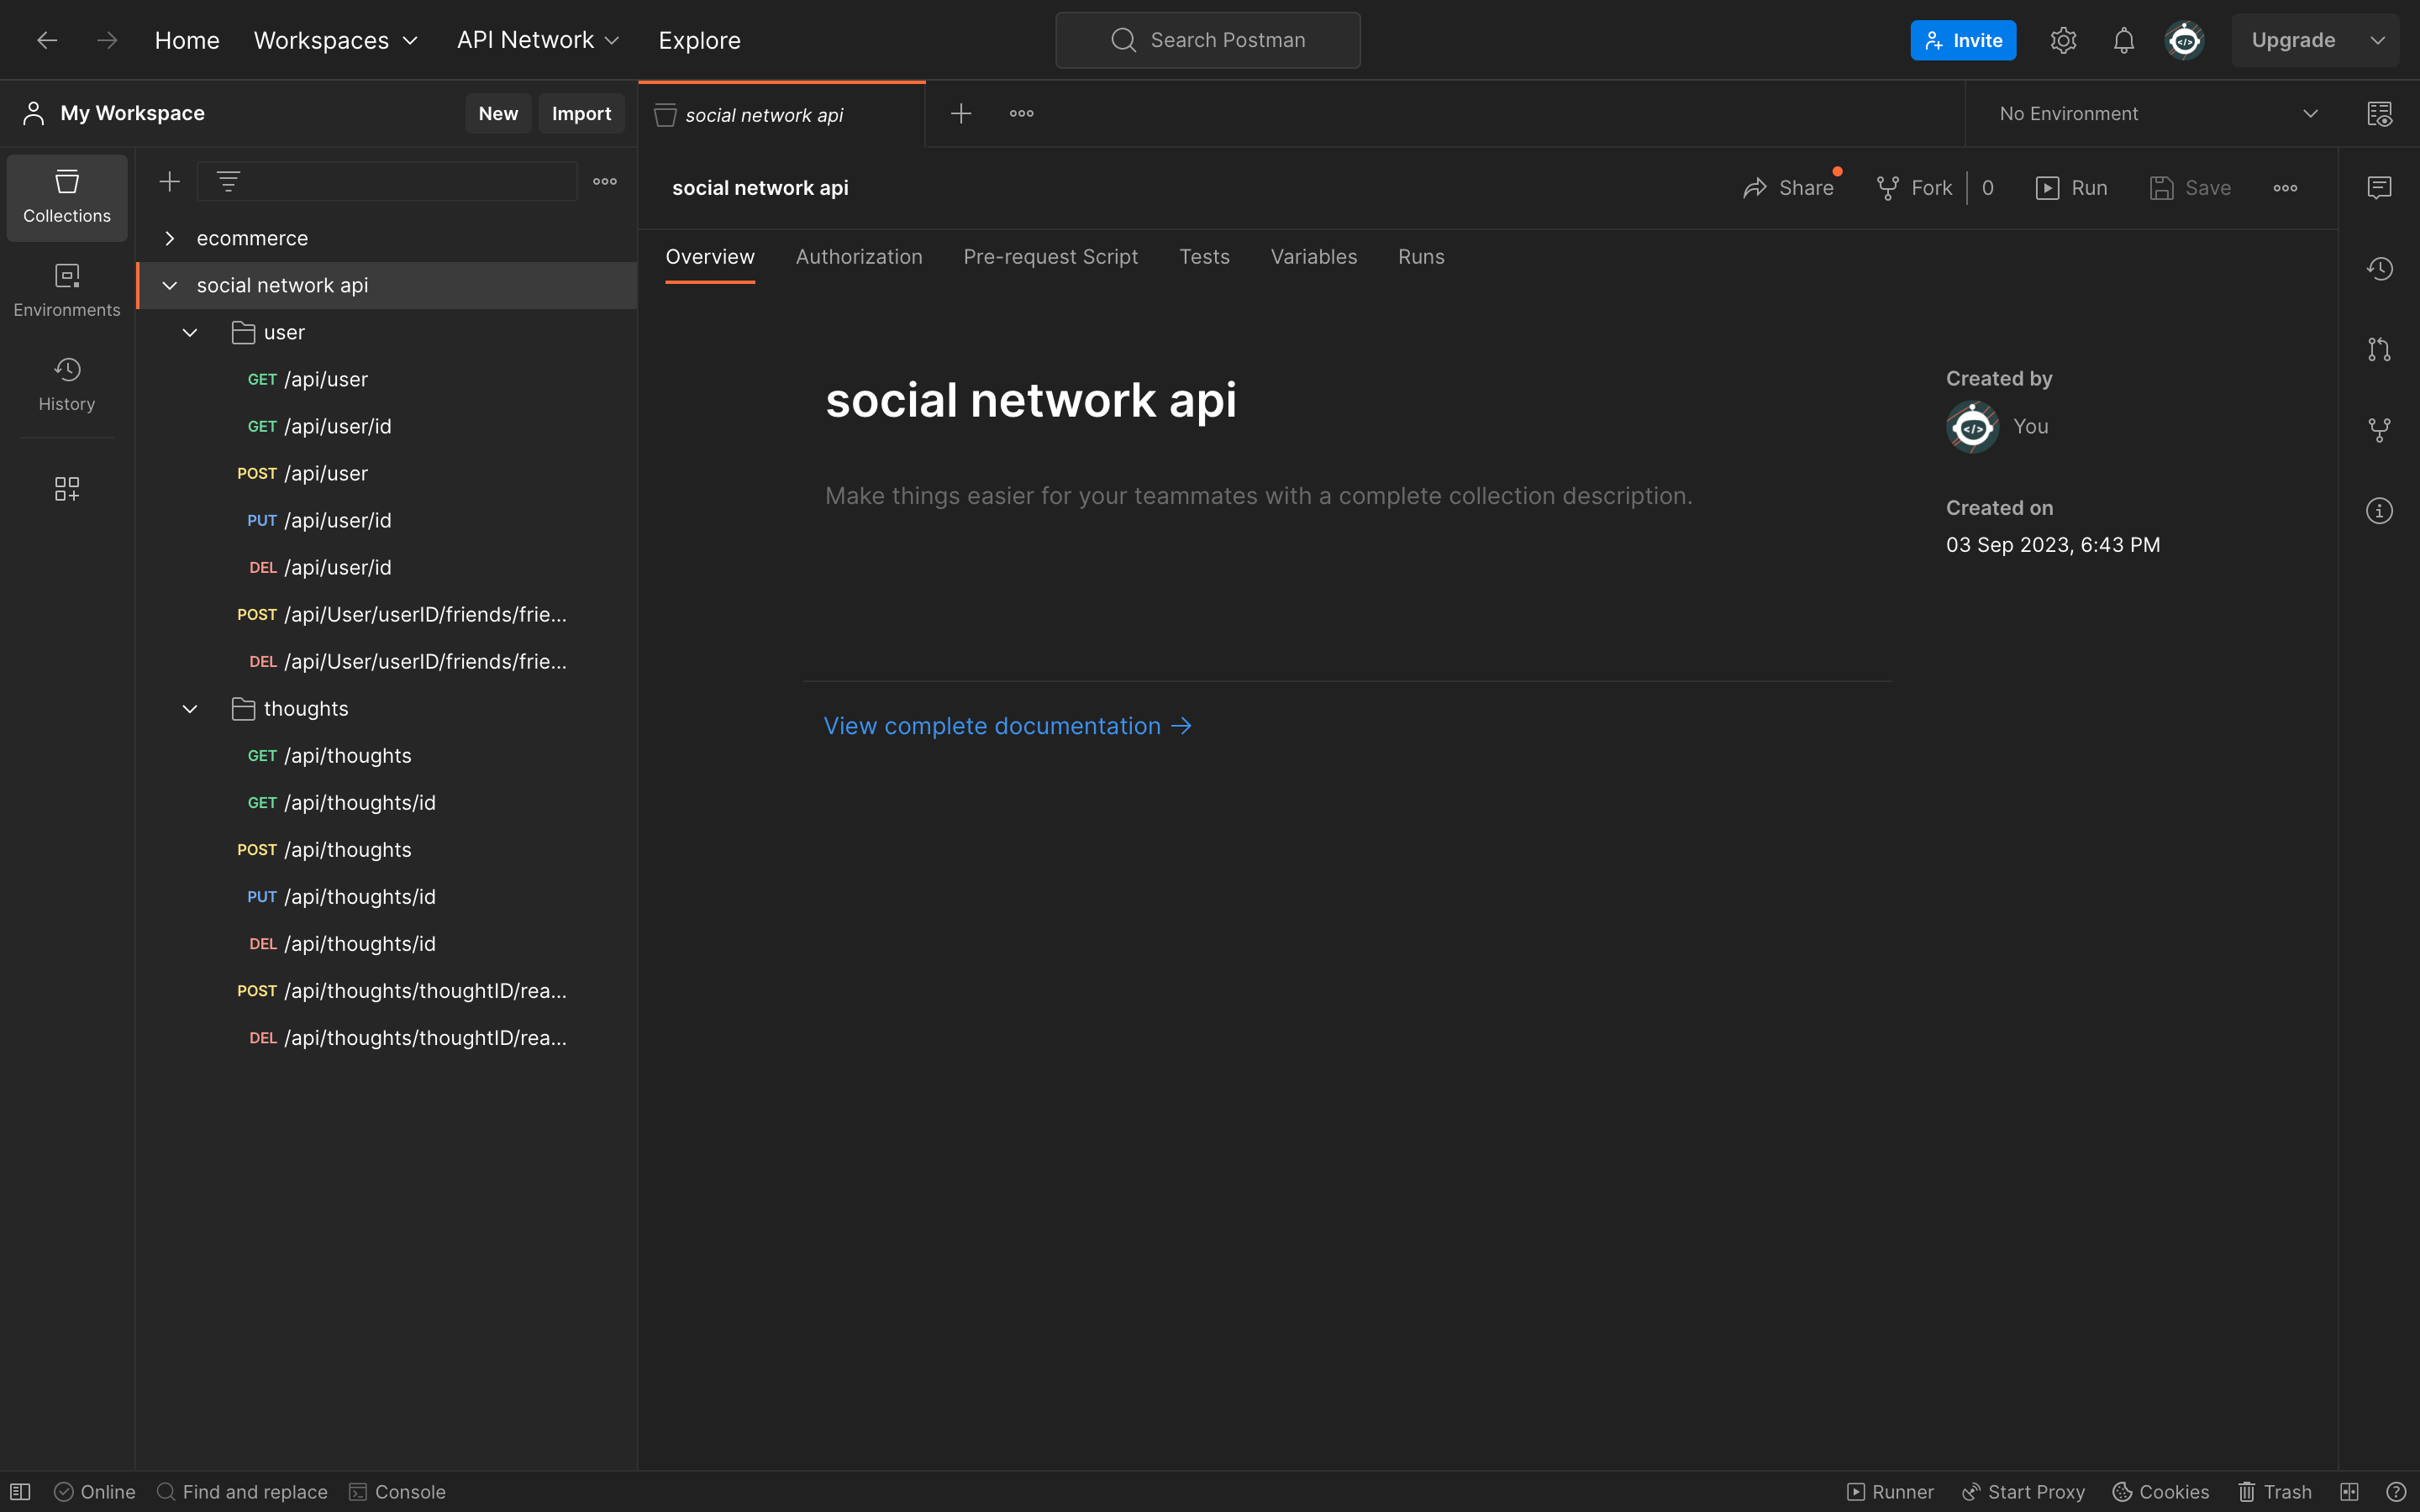 Home Workspaces API Network Explore Search Postman Invite Upgrade
My Workspace New Import social network api No Environment
Collections
Environments
History
ecommerce
social network api
user
GET /api/user
GET /api/user/id
POST /api/user
PUT /api/user/id
DEL /api/user/id
POST /api/User/userID/friends/frie...
DEL /api/User/userID/friends/frie...
thoughts
GET /api/thoughts
GET /api/thoughts/id
POST /api/thoughts
PUT /api/thoughts/id
DEL /api/thoughts/id
POST /api/thoughts/thoughtID/rea...
DEL /api/thoughts/thoughtID/rea...
social network api Share Fork 0 Run Save
Overview Authorization Pre-request Script Tests Variables Runs
social network api
Make things easier for your teammates with a complete collection description.
View complete documentation →
Created by
You
Created on
03 Sep 2023, 6:43 PM
Online Find and replace Console Runner Start Proxy Cookies Trash